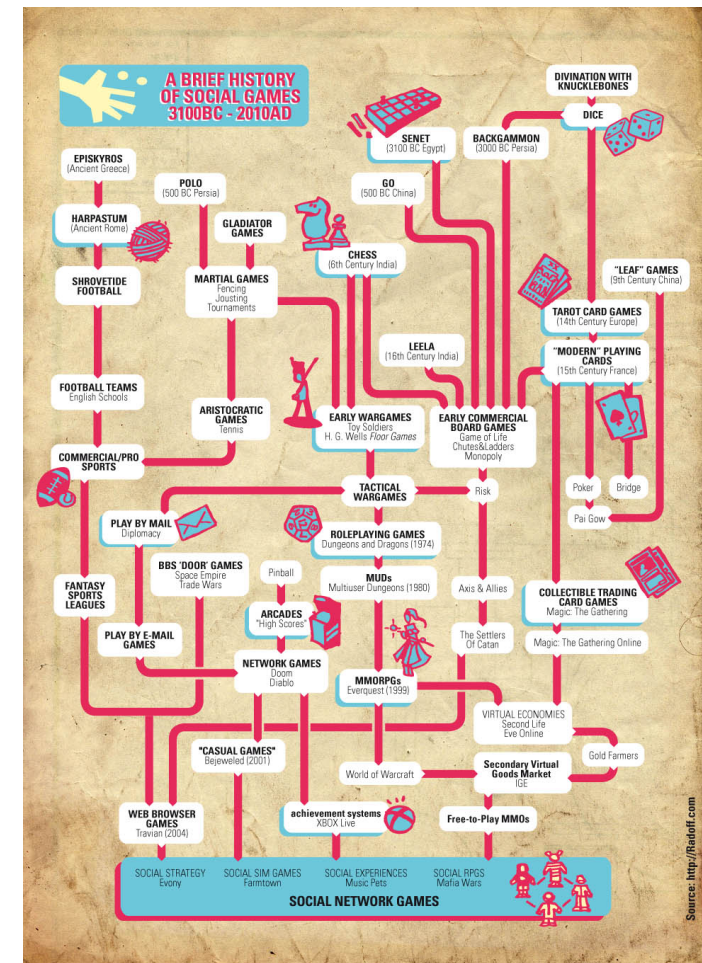 A BRIEF HISTORY
OF SOCIAL GAMES
3100BC - 2010AD
DIVINATION WITH
KNUCKLEBONES
DICE
SENET
(3100 BC Egypt)
BACKGAMMON
(3000 BC Persia)
EPISKYROS
(Ancient Greece)
POLO
(500 BC Persia)
GO
(500 BC China)
HARPASTUM
(Ancient Rome)
GLADIATOR
GAMES
CHESS
(6th Century India)
"LEAF" GAMES
(9th Century China)
SHROVETIDE
FOOTBALL
MARTIAL GAMES
Fencing
Jousting
Tournaments
TAROT CARD GAMES
(14th Century Europe)
LEELA
(16th Century India)
"MODERN" PLAYING
CARDS
(15th Century France)
FOOTBALL TEAMS
English Schools
ARISTOCRATIC
GAMES
Tennis
EARLY WARGAMES
Toy Soldiers
H. G. Wells Floor Games
EARLY COMMERCIAL
BOARD GAMES
Game of Life
Chutes&Ladders
Monopoly
COMMERCIAL/PRO
SPORTS
TACTICAL
WARGAMES
Risk
Poker
Bridge
Pai Gow
PLAY BY MAIL
Diplomacy
ROLEPLAYING GAMES
Dungeons and Dragons (1974)
BBS 'DOOR' GAMES
Space Empire
Trade Wars
Pinball
MUDs
Multiuser Dungeons (1980)
Axis & Allies
FANTASY
SPORTS
LEAGUES
COLLECTIBLE TRADING
CARD GAMES
Magic: The Gathering
ARCADES
"High Scores"
PLAY BY E-MAIL
GAMES
The Settlers
Of Catan
Magic: The Gathering Online
NETWORK GAMES
Doom
Diablo
MMORPGs
Everquest (1999)
VIRTUAL ECONOMIES
Second Life
Eve Online
"CASUAL GAMES"
Bejeweled (2001)
Gold Farmers
World of Warcraft
Secondary Virtual
Goods Market
IGE
WEB BROWSER
GAMES
Travian (2004)
achievement systems
XBOX Live
Free-to-Play MMOs
SOCIAL STRATEGY
Evony
SOCIAL SIM GAMES
Farmtown
SOCIAL EXPERIENCES
Music Pets
SOCIAL RPGS
Mafia Wars
SOCIAL NETWORK GAMES
Source: http://Radoff.com